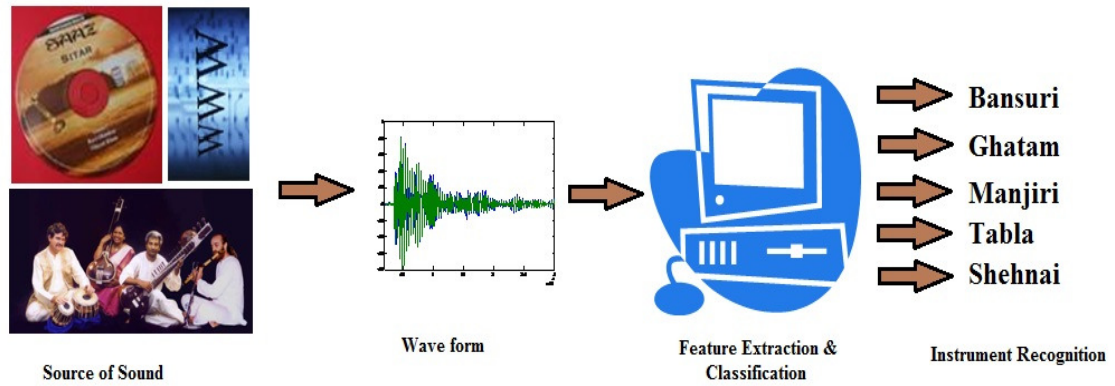 SAAZ
SITAR
WWW
Bansuri
Ghatam
Manjiri
Tabla
Shehnai
Wave form
Feature Extraction &
Classification
Instrument Recognition
Source of Sound